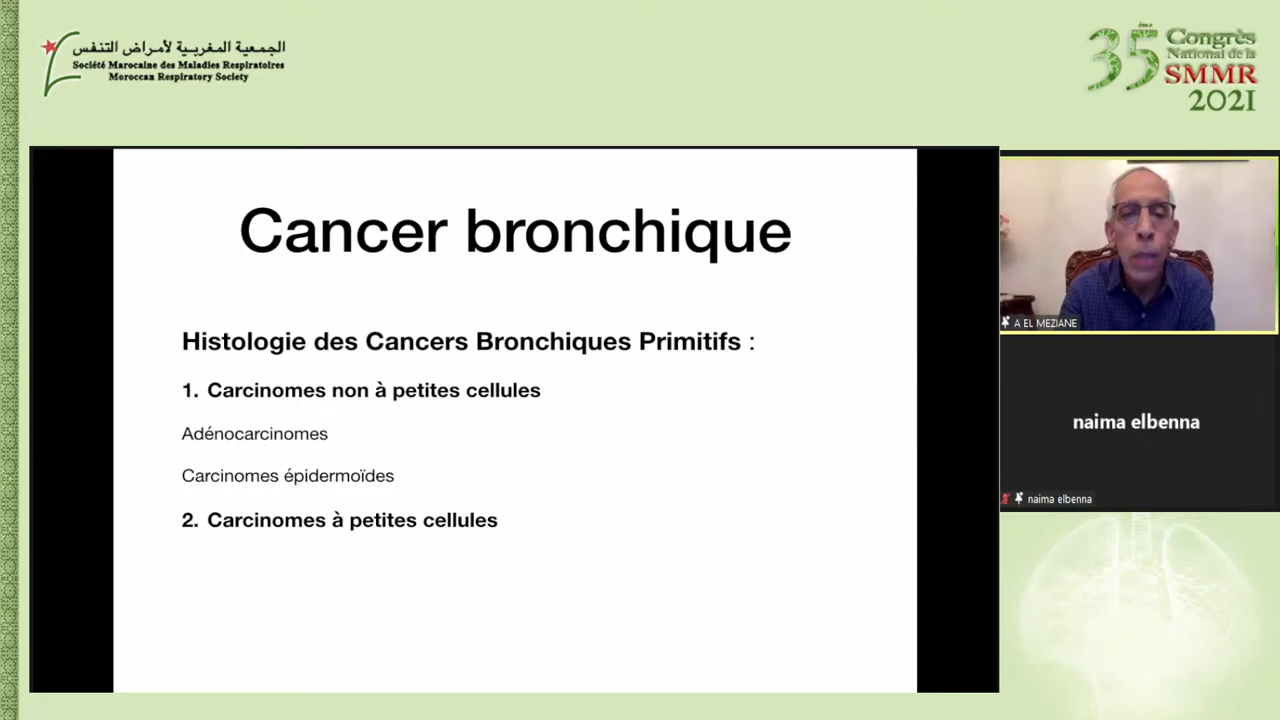 الجمعية المغربية لأمراض التنفس
Société Marocaine des Maladies Respiratoires
Moroccan Respiratory Society
35ème Congrès
National de la
SMMR
2021
Cancer bronchique
Histologie des Cancers Bronchiques Primitifs :
1. Carcinomes non à petites cellules
Adénocarcinomes
Carcinomes épidermoïdes
2. Carcinomes à petites cellules
A EL MEZIANE
naima elbenna
naima elbenna